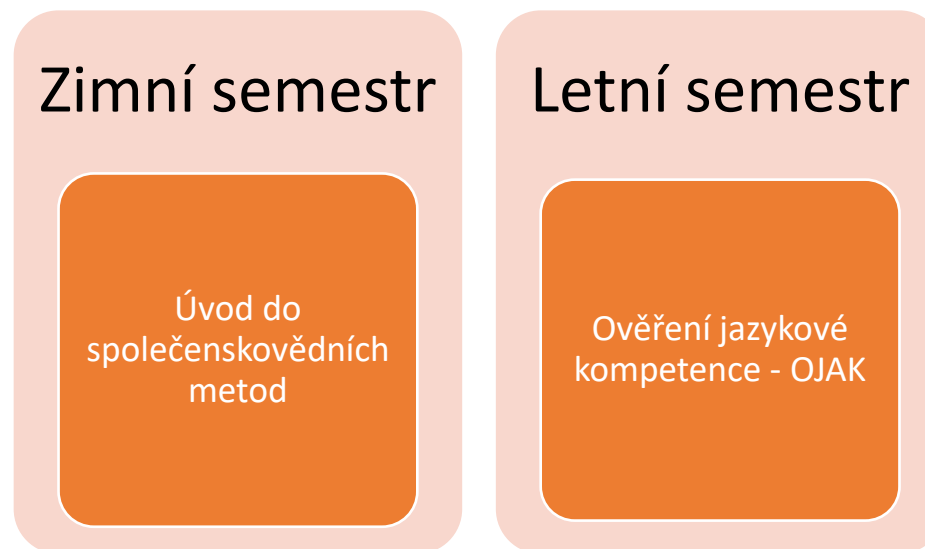 Zimní semestr
Úvod do
společenskovědních
metod
Letní semestr
Ověření jazykové
kompetence - OJAK